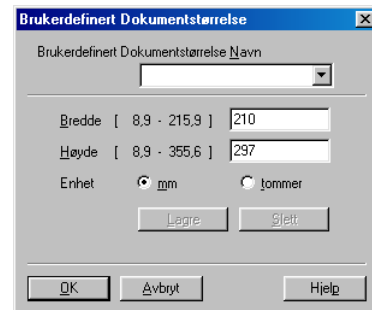 Brukerdefinert Dokumentstørrelse
Brukerdefinert Dokumentstørrelse Navn
Bredde [ 8,9 - 215,9 ] 210
Høyde [ 8,9 - 355,6 ] 297
Enhet mm tommer
Lagre Slett
OK Avbryt Hjelp